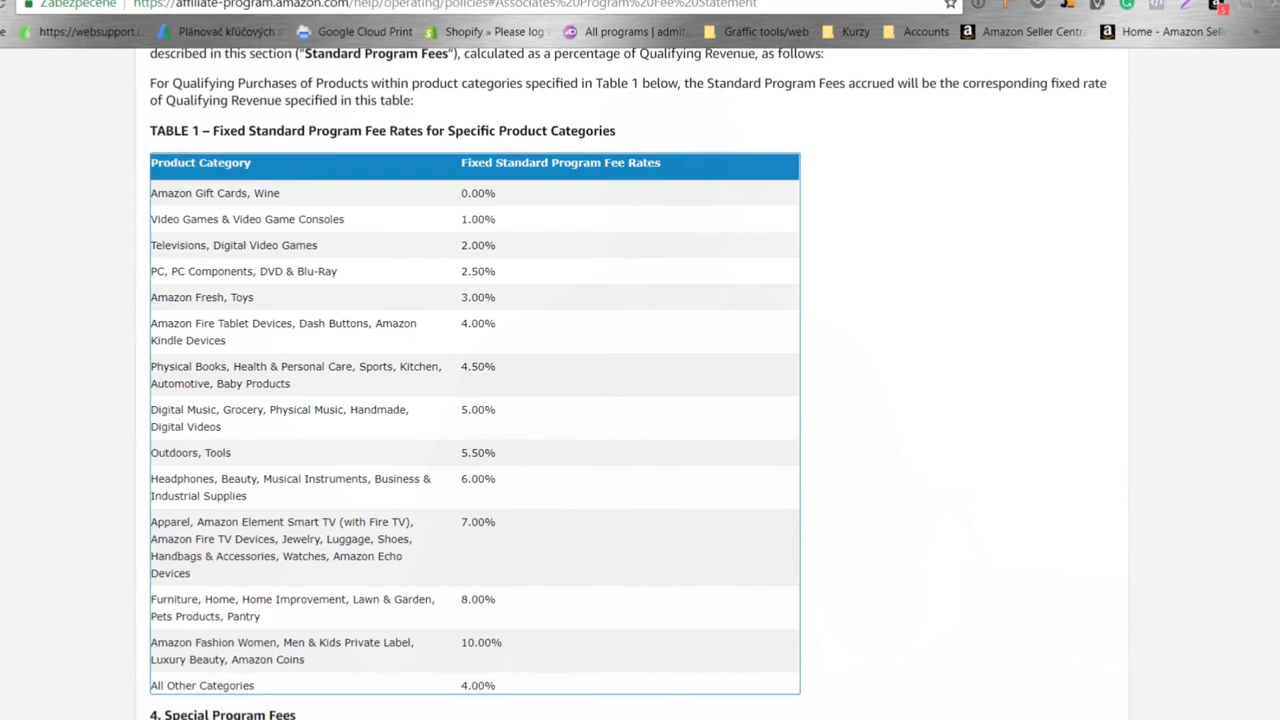 Zabezpečené https://affiliate-program.amazon.com/help/operating/policies#Associates%20Program%20Fee%20Statement
https://websupport. Plánovač kľúčových s Google Cloud Print Shopify » Please log All programs | admit Graffic tools/web Kurzy Accounts Amazon Seller Centr Home - Amazon Sell »
described in this section (“Standard Program Fees”), calculated as a percentage of Qualifying Revenue, as follows:
For Qualifying Purchases of Products within product categories specified in Table 1 below, the Standard Program Fees accrued will be the corresponding fixed rate
of Qualifying Revenue specified in this table:
TABLE 1 – Fixed Standard Program Fee Rates for Specific Product Categories
Product Category Fixed Standard Program Fee Rates
Amazon Gift Cards, Wine 0.00%
Video Games & Video Game Consoles 1.00%
Televisions, Digital Video Games 2.00%
PC, PC Components, DVD & Blu-Ray 2.50%
Amazon Fresh, Toys 3.00%
Amazon Fire Tablet Devices, Dash Buttons, Amazon 4.00%
Kindle Devices
Physical Books, Health & Personal Care, Sports, Kitchen, 4.50%
Automotive, Baby Products
Digital Music, Grocery, Physical Music, Handmade, 5.00%
Digital Videos
Outdoors, Tools 5.50%
Headphones, Beauty, Musical Instruments, Business & 6.00%
Industrial Supplies
Apparel, Amazon Element Smart TV (with Fire TV), 7.00%
Amazon Fire TV Devices, Jewelry, Luggage, Shoes,
Handbags & Accessories, Watches, Amazon Echo
Devices
Furniture, Home, Home Improvement, Lawn & Garden, 8.00%
Pets Products, Pantry
Amazon Fashion Women, Men & Kids Private Label, 10.00%
Luxury Beauty, Amazon Coins
All Other Categories 4.00%
4. Special Program Fees